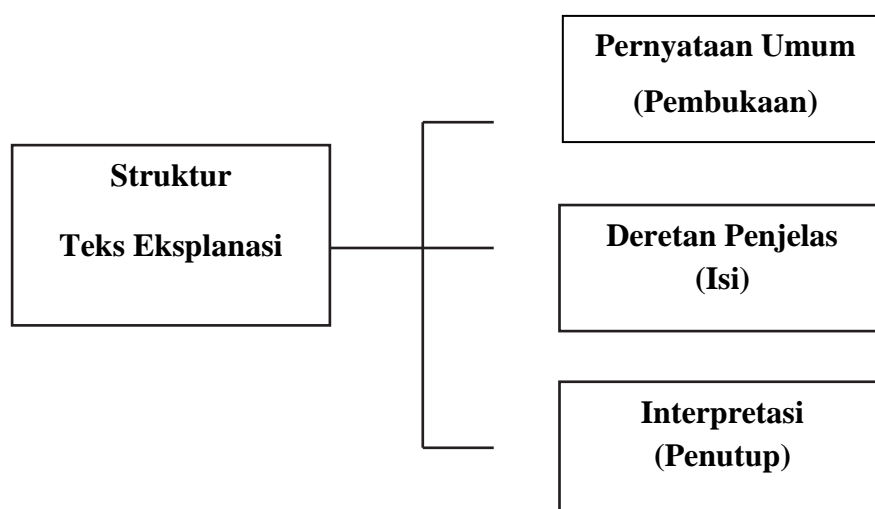 Struktur
Teks Eksplanasi
Pernyataan Umum
(Pembukaan)
Deretan Penjelas
(Isi)
Interpretasi
(Penutup)